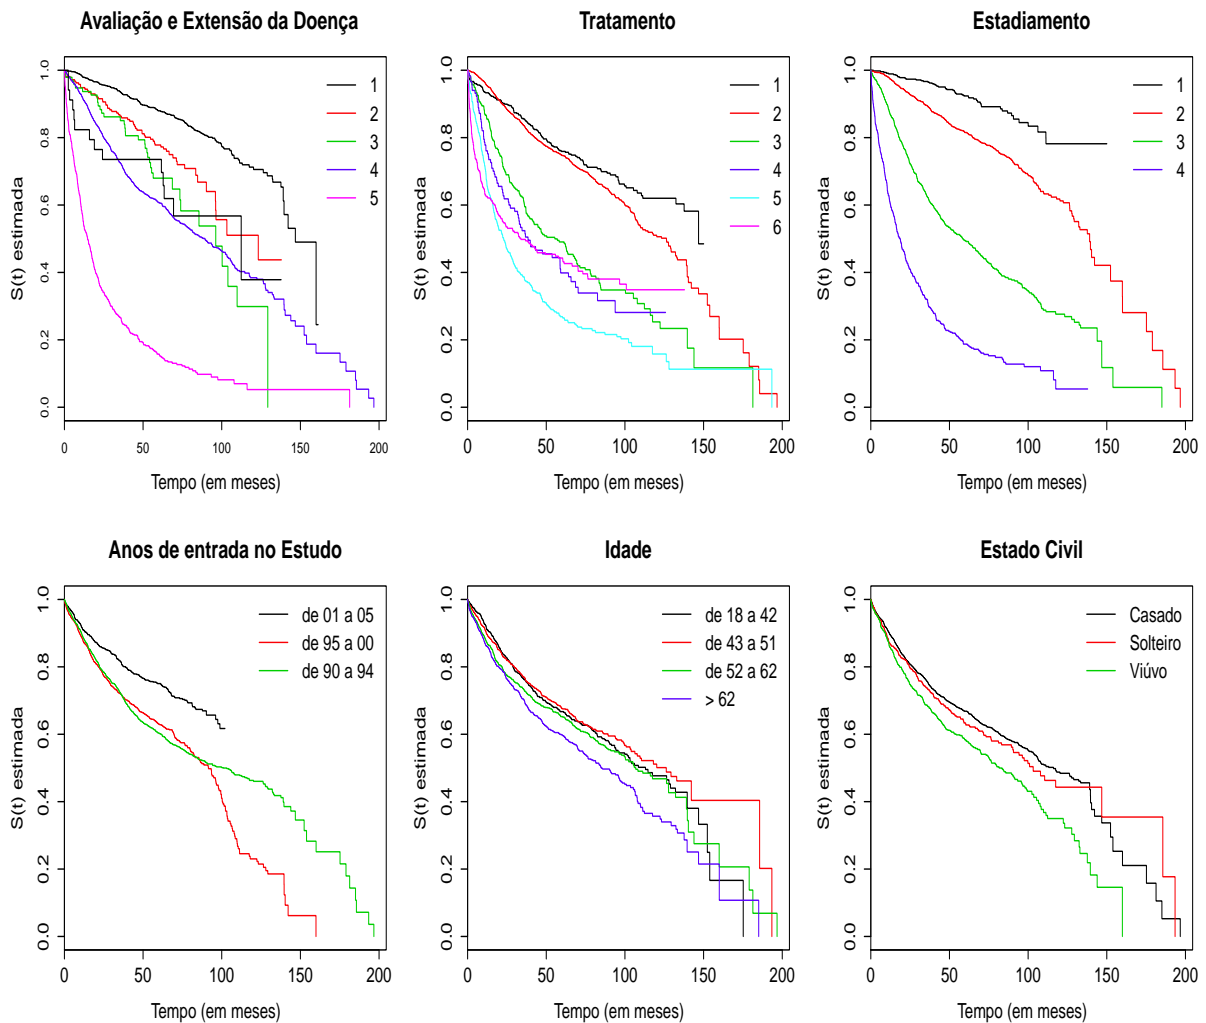 Avaliação e Extensão da Doença
S(t) estimada
1.0
0.8
0.6
0.4
0.2
0.0
1
2
3
4
5
0 50 100 150 200
Tempo (em meses)
Tratamento
S(t) estimada
1.0
0.8
0.6
0.4
0.2
0.0
1
2
3
4
5
6
0 50 100 150 200
Tempo (em meses)
Estadiamento
S(t) estimada
1.0
0.8
0.6
0.4
0.2
0.0
1
2
3
4
0 50 100 150 200
Tempo (em meses)
Anos de entrada no Estudo
S(t) estimada
1.0
0.8
0.6
0.4
0.2
0.0
de 01 a 05
de 95 a 00
de 90 a 94
0 50 100 150 200
Tempo (em meses)
Idade
S(t) estimada
1.0
0.8
0.6
0.4
0.2
0.0
de 18 a 42
de 43 a 51
de 52 a 62
> 62
0 50 100 150 200
Tempo (em meses)
Estado Civil
S(t) estimada
1.0
0.8
0.6
0.4
0.2
0.0
Casado
Solteiro
Viúvo
0 50 100 150 200
Tempo (em meses)